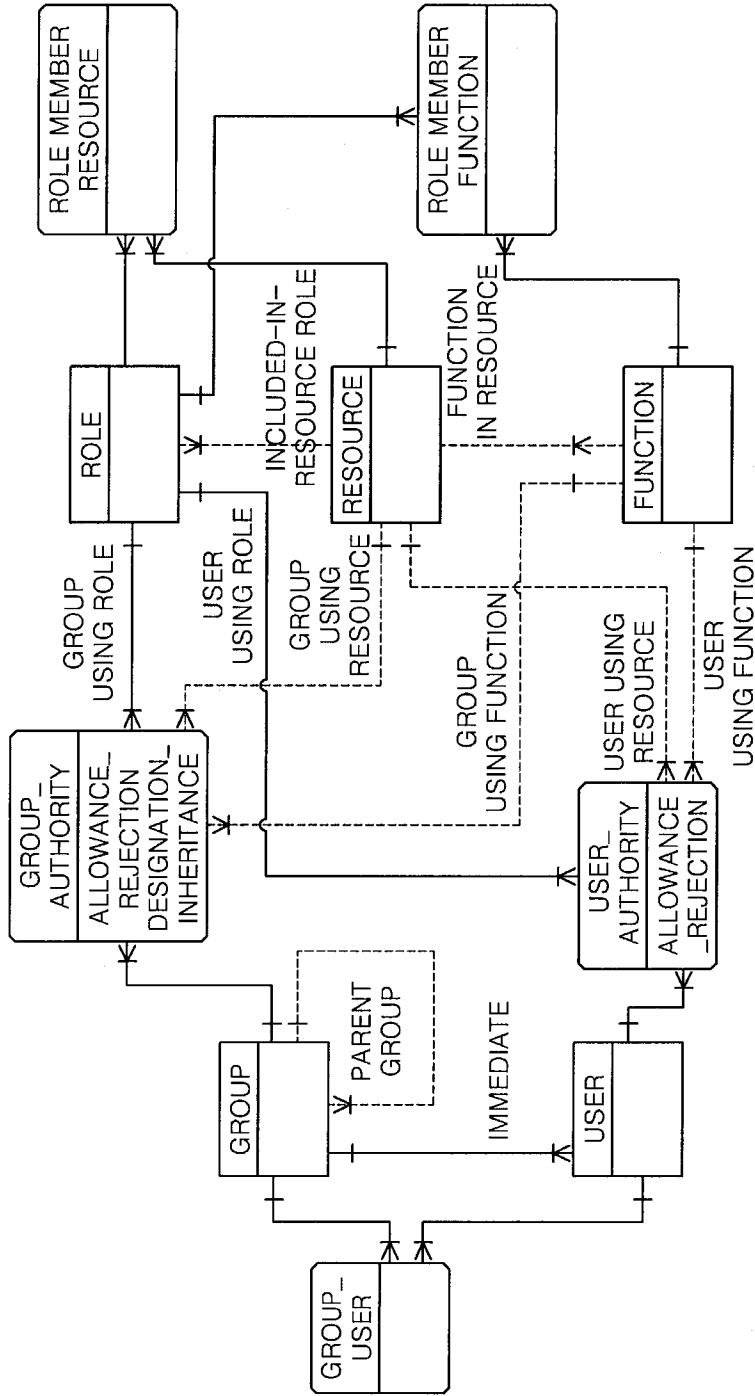 GROUP_
USER
GROUP
PARENT
GROUP
IMMEDIATE
USER
GROUP_
AUTHORITY
ALLOWANCE_
REJECTION
DESIGNATION_
INHERITANCE
USER_
AUTHORITY
ALLOWANCE
_REJECTION
GROUP
USING ROLE
USER
USING ROLE
GROUP
USING
RESOURCE
GROUP
USING FUNCTION
USER USING
RESOURCE
USER
USING FUNCTION
ROLE
INCLUDED-IN-
RESOURCE ROLE
RESOURCE
FUNCTION
IN RESOURCE
FUNCTION
ROLE MEMBER
RESOURCE
ROLE MEMBER
FUNCTION